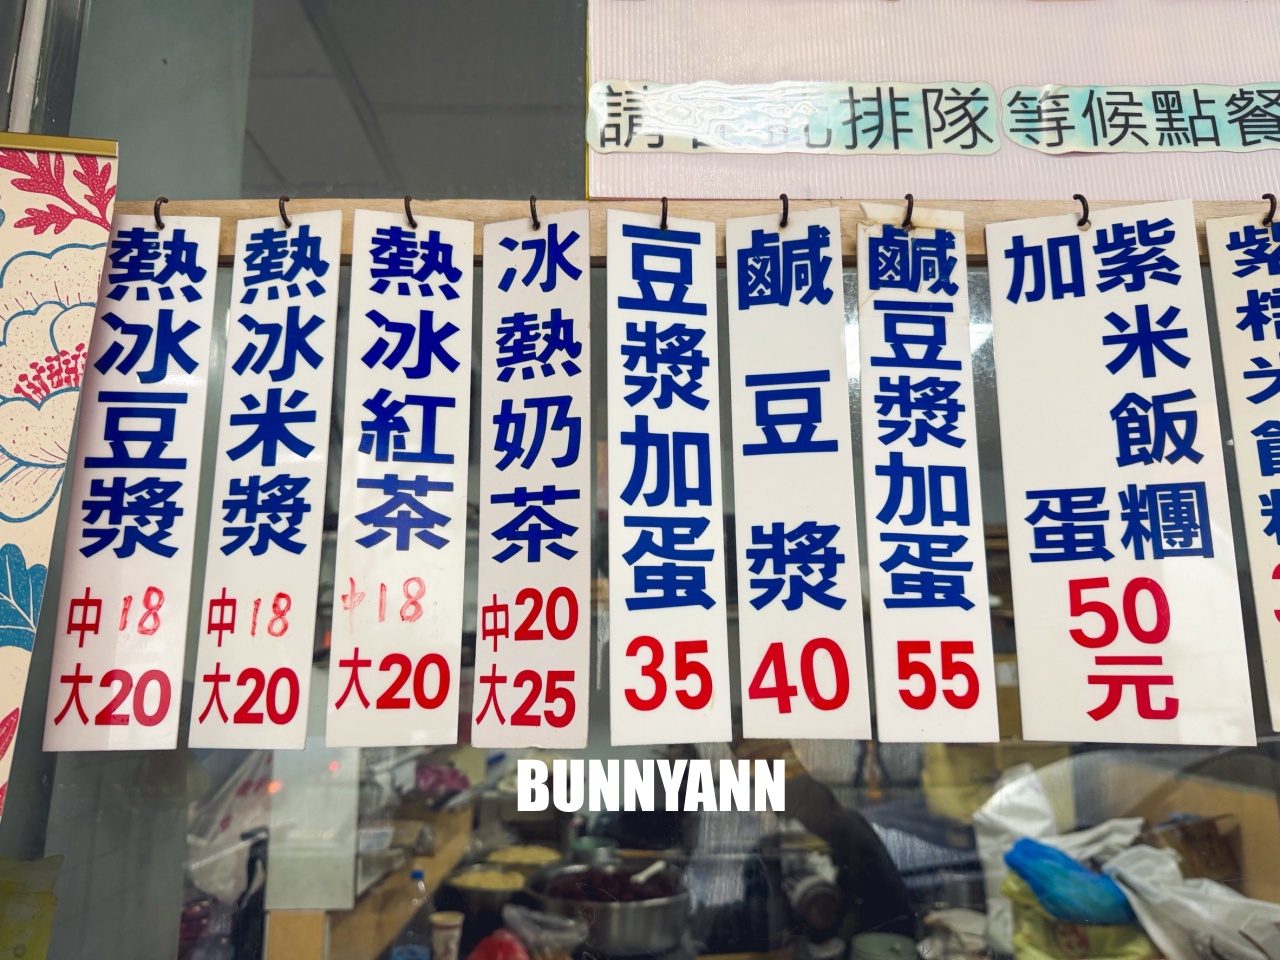 請 排隊 等候點餐
熱冰豆漿
中18
大20
熱冰米漿
中18
大20
熱冰紅茶
中18
大20
冰熱奶茶
中20
大25
豆漿加蛋
35
鹹豆漿
40
鹹豆漿加蛋
55
紫米飯糰
加蛋
50元
BUNNYANN